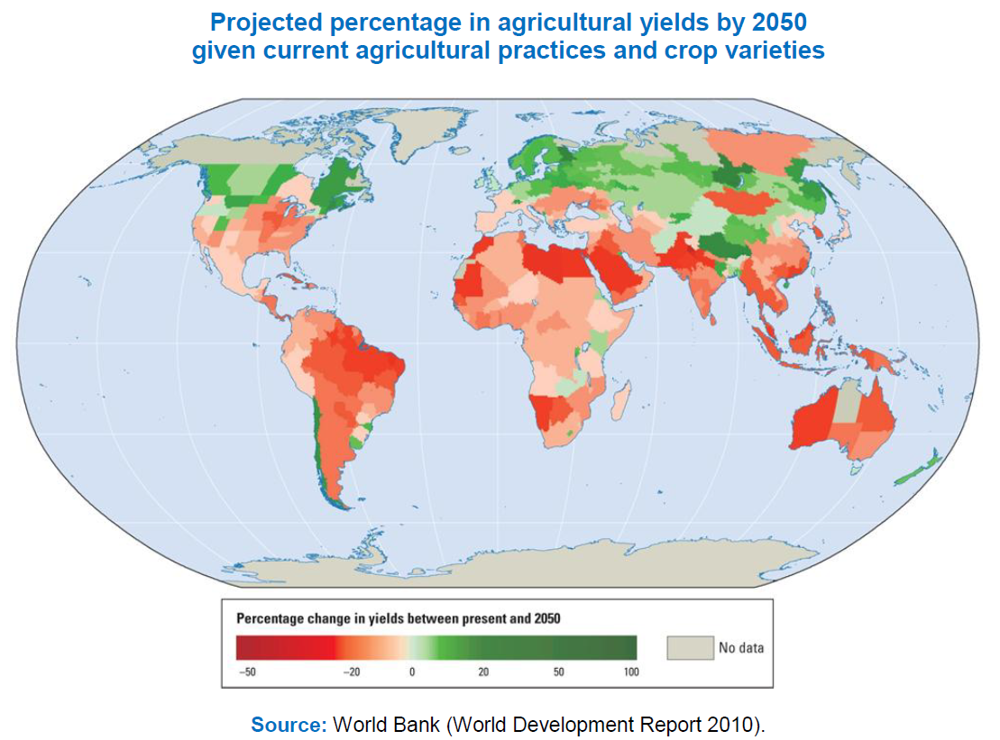 Projected percentage in agricultural yields by 2050
given current agricultural practices and crop varieties
Percentage change in yields between present and 2050
No data
−50 −20 0 20 50 100
Source: World Bank (World Development Report 2010).